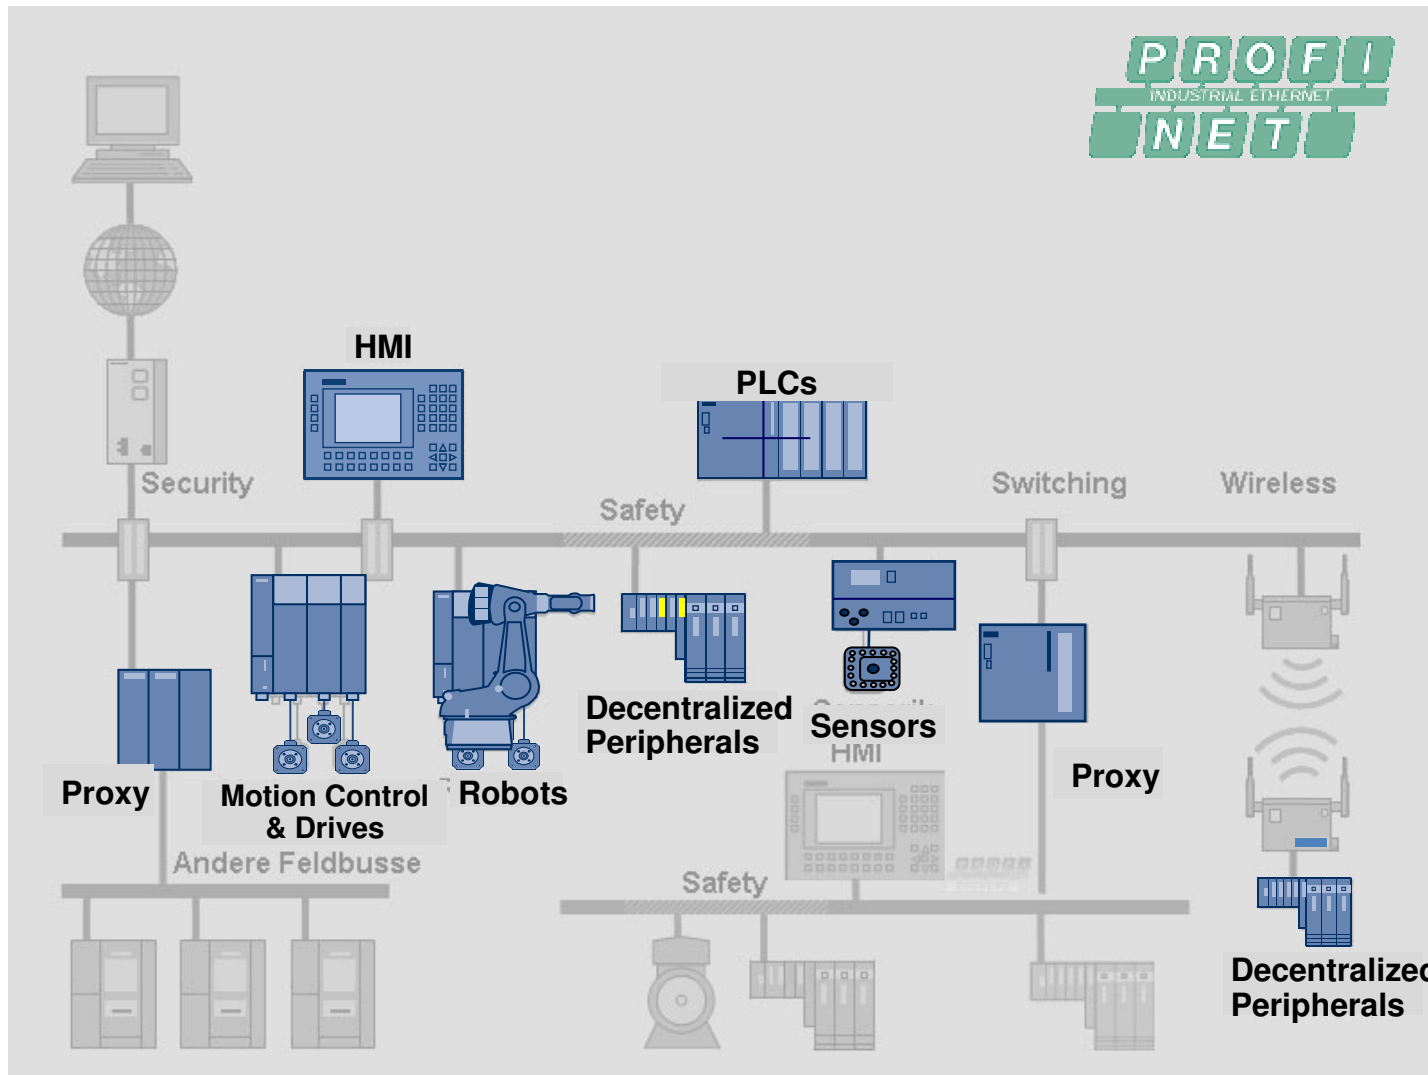 PROFI
INDUSTRIAL ETHERNET
NET
HMI
PLCs
Security
Safety
Switching
Wireless
Decentralized
Peripherals
Sensors
HMI
Proxy
Proxy
Motion Control
& Drives
Robots
Andere Feldbusse
Safety
Decentralized
Peripherals